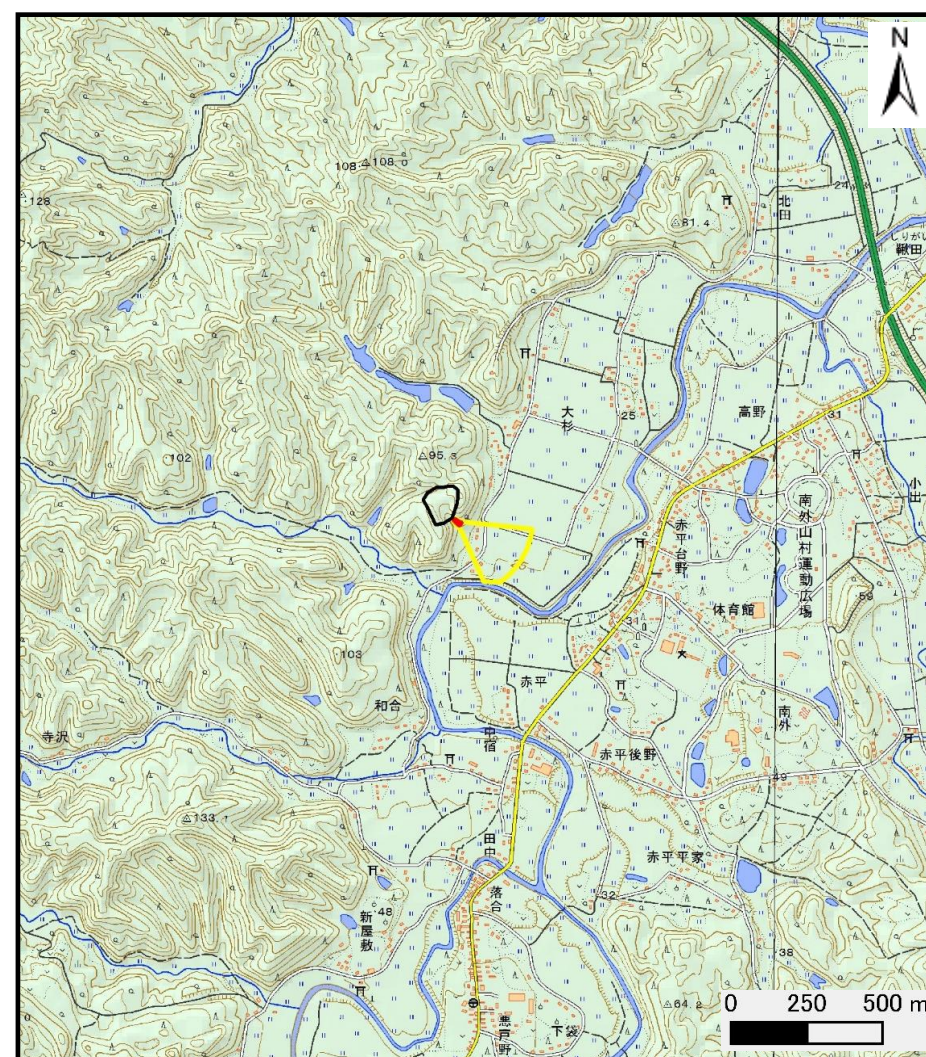 N
108.0
108
128
81.4
24
北田
しりがい
鞦田
大杉
25
高野
31
小出
95.3
102
赤平台野
南外山村運動広場
体育館
59
31
103
赤平
和合
寺沢
中宿
南外
赤平後野
49
133.1
田中
赤平平家
落合
32
48
新屋敷
38
64.2
悪戸野
下袋
0 250 500 m